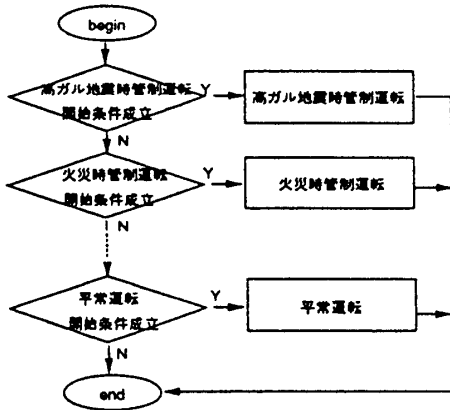 begin
高ガル地震時管制運転
開始条件成立
Y
高ガル地震時管制運転
N
火災時管制運転
開始条件成立
Y
火災時管制運転
N
平常運転
開始条件成立
Y
平常運転
N
end